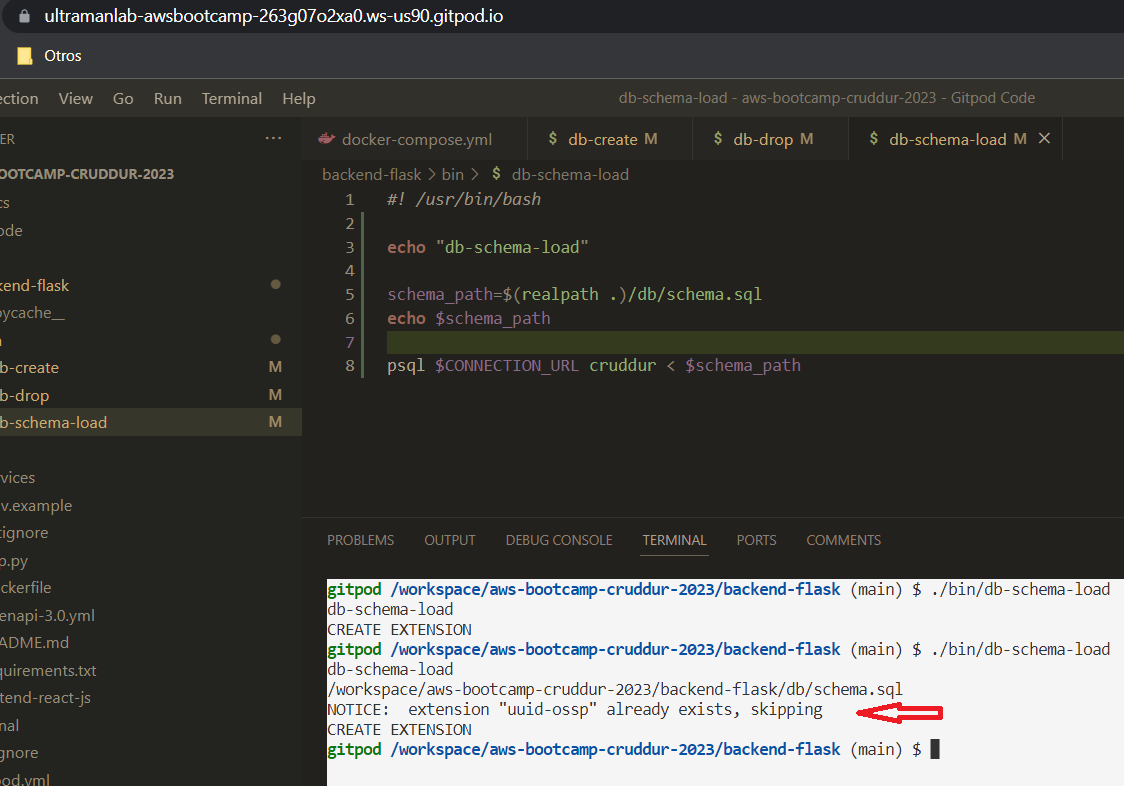 ultramanlab-awsbootcamp-263g07o2xa0.ws-us90.gitpod.io
Otros
ection View Go Run Terminal Help
db-schema-load - aws-bootcamp-cruddur-2023 - Gitpod Code
ER ...
docker-compose.yml
$ db-create M
$ db-drop M
$ db-schema-load M
OOTCAMP-CRUDDUR-2023
cs
ode
kend-flask
pycache__
b-create M
b-drop M
b-schema-load M
vices
v.example
tignore
p.py
ckerfile
enapi-3.0.yml
ADME.md
quirements.txt
tend-react-js
nal
gnore
pod.yml
backend-flask > bin > $ db-schema-load
1 #! /usr/bin/bash
2
3 echo "db-schema-load"
4
5 schema_path=$(realpath .)/db/schema.sql
6 echo $schema_path
7
8 psql $CONNECTION_URL cruddur < $schema_path
PROBLEMS OUTPUT DEBUG CONSOLE TERMINAL PORTS COMMENTS
gitpod /workspace/aws-bootcamp-cruddur-2023/backend-flask (main) $ ./bin/db-schema-load
db-schema-load
CREATE EXTENSION
gitpod /workspace/aws-bootcamp-cruddur-2023/backend-flask (main) $ ./bin/db-schema-load
db-schema-load
/workspace/aws-bootcamp-cruddur-2023/backend-flask/db/schema.sql
NOTICE:  extension "uuid-ossp" already exists, skipping
CREATE EXTENSION
gitpod /workspace/aws-bootcamp-cruddur-2023/backend-flask (main) $